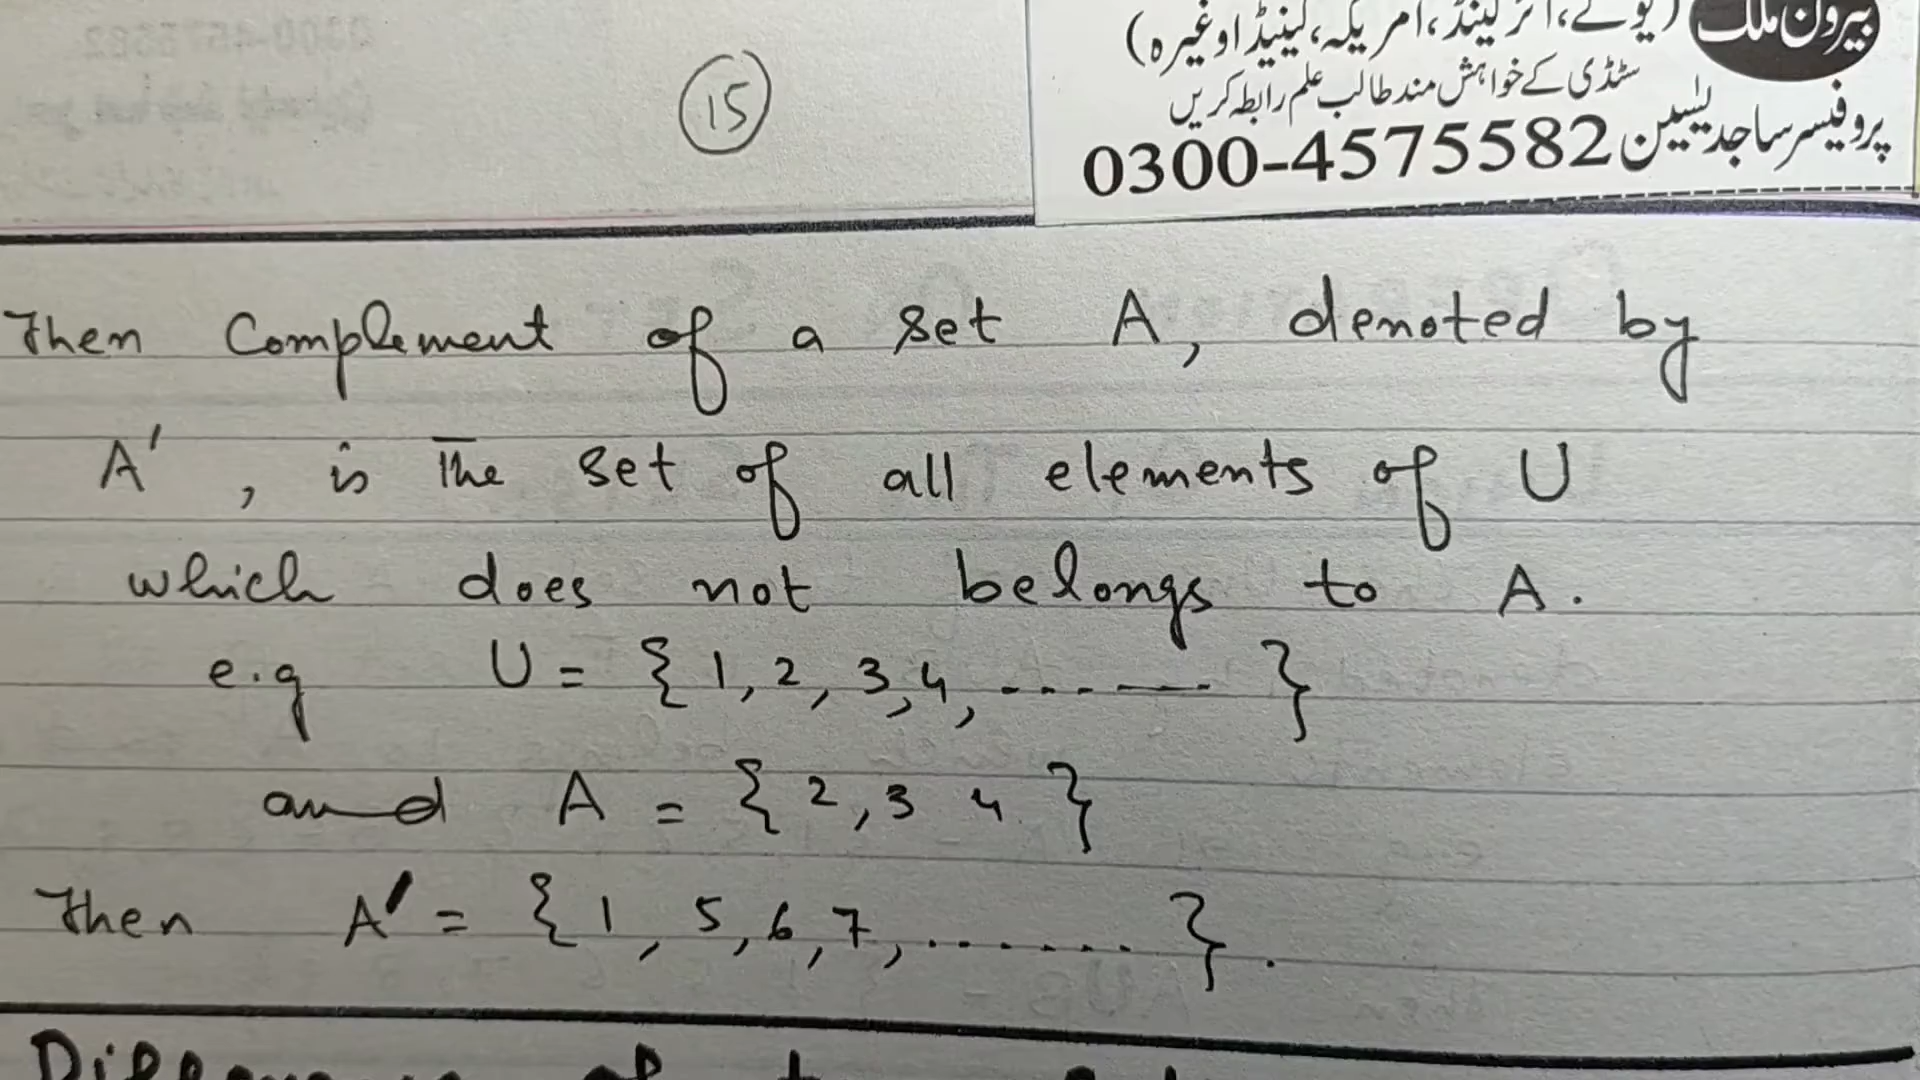 بیرون ملک (یوکے، آئرلینڈ، امریکہ، کینیڈا وغیرہ)
سٹڈی کے خواہش مند طالب علم رابطہ کریں
پروفیسر ساجد یٰسین 0300-4575582
15
Then Complement of a set A, denoted by
A', is The set of all elements of U
which does not belongs to A.
e.g U = { 1, 2, 3, 4, ------- }
and A = { 2, 3 4 }
Then A' = { 1, 5, 6, 7, ....... }.